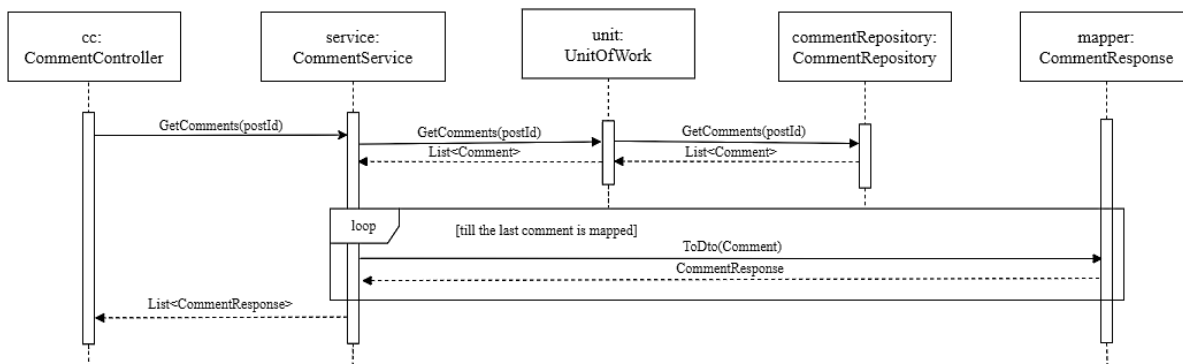 cc:
CommentController
service:
CommentService
unit:
UnitOfWork
commentRepository:
CommentRepository
mapper:
CommentResponse
GetComments(postId)
GetComments(postId)
GetComments(postId)
List<Comment>
List<Comment>
loop
[till the last comment is mapped]
ToDto(Comment)
CommentResponse
List<CommentResponse>